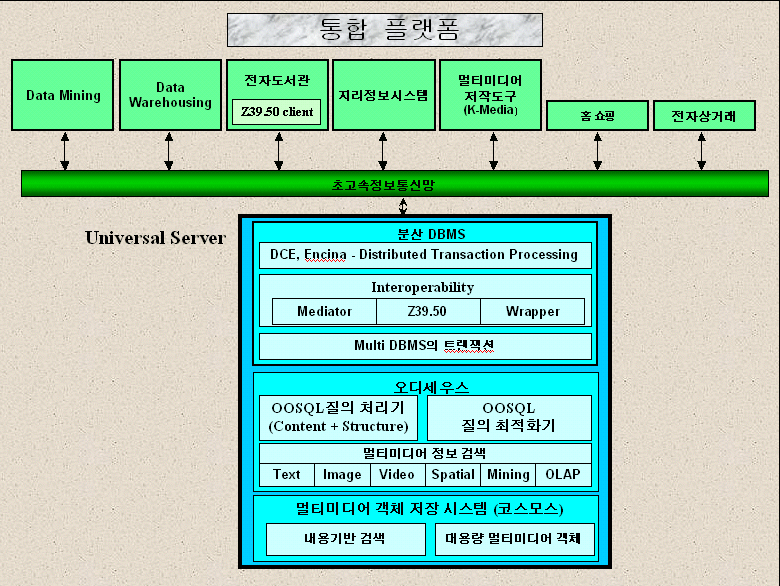 통합 플랫폼
Data Mining
Data
Warehousing
전자도서관
Z39.50 client
지리정보시스템
멀티미디어
저작도구
(K-Media)
홈쇼핑
전자상거래
초고속정보통신망
Universal Server
분산 DBMS
DCE, Encina - Distributed Transaction Processing
Interoperability
Mediator
Z39.50
Wrapper
Multi DBMS의 트랜잭션
오디세우스
OOSQL질의 처리기
(Content + Structure)
OOSQL
질의 최적화기
멀티미디어 정보 검색
Text
Image
Video
Spatial
Mining
OLAP
멀티미디어 객체 저장 시스템 (코스모스)
내용기반 검색
대용량 멀티미디어 객체